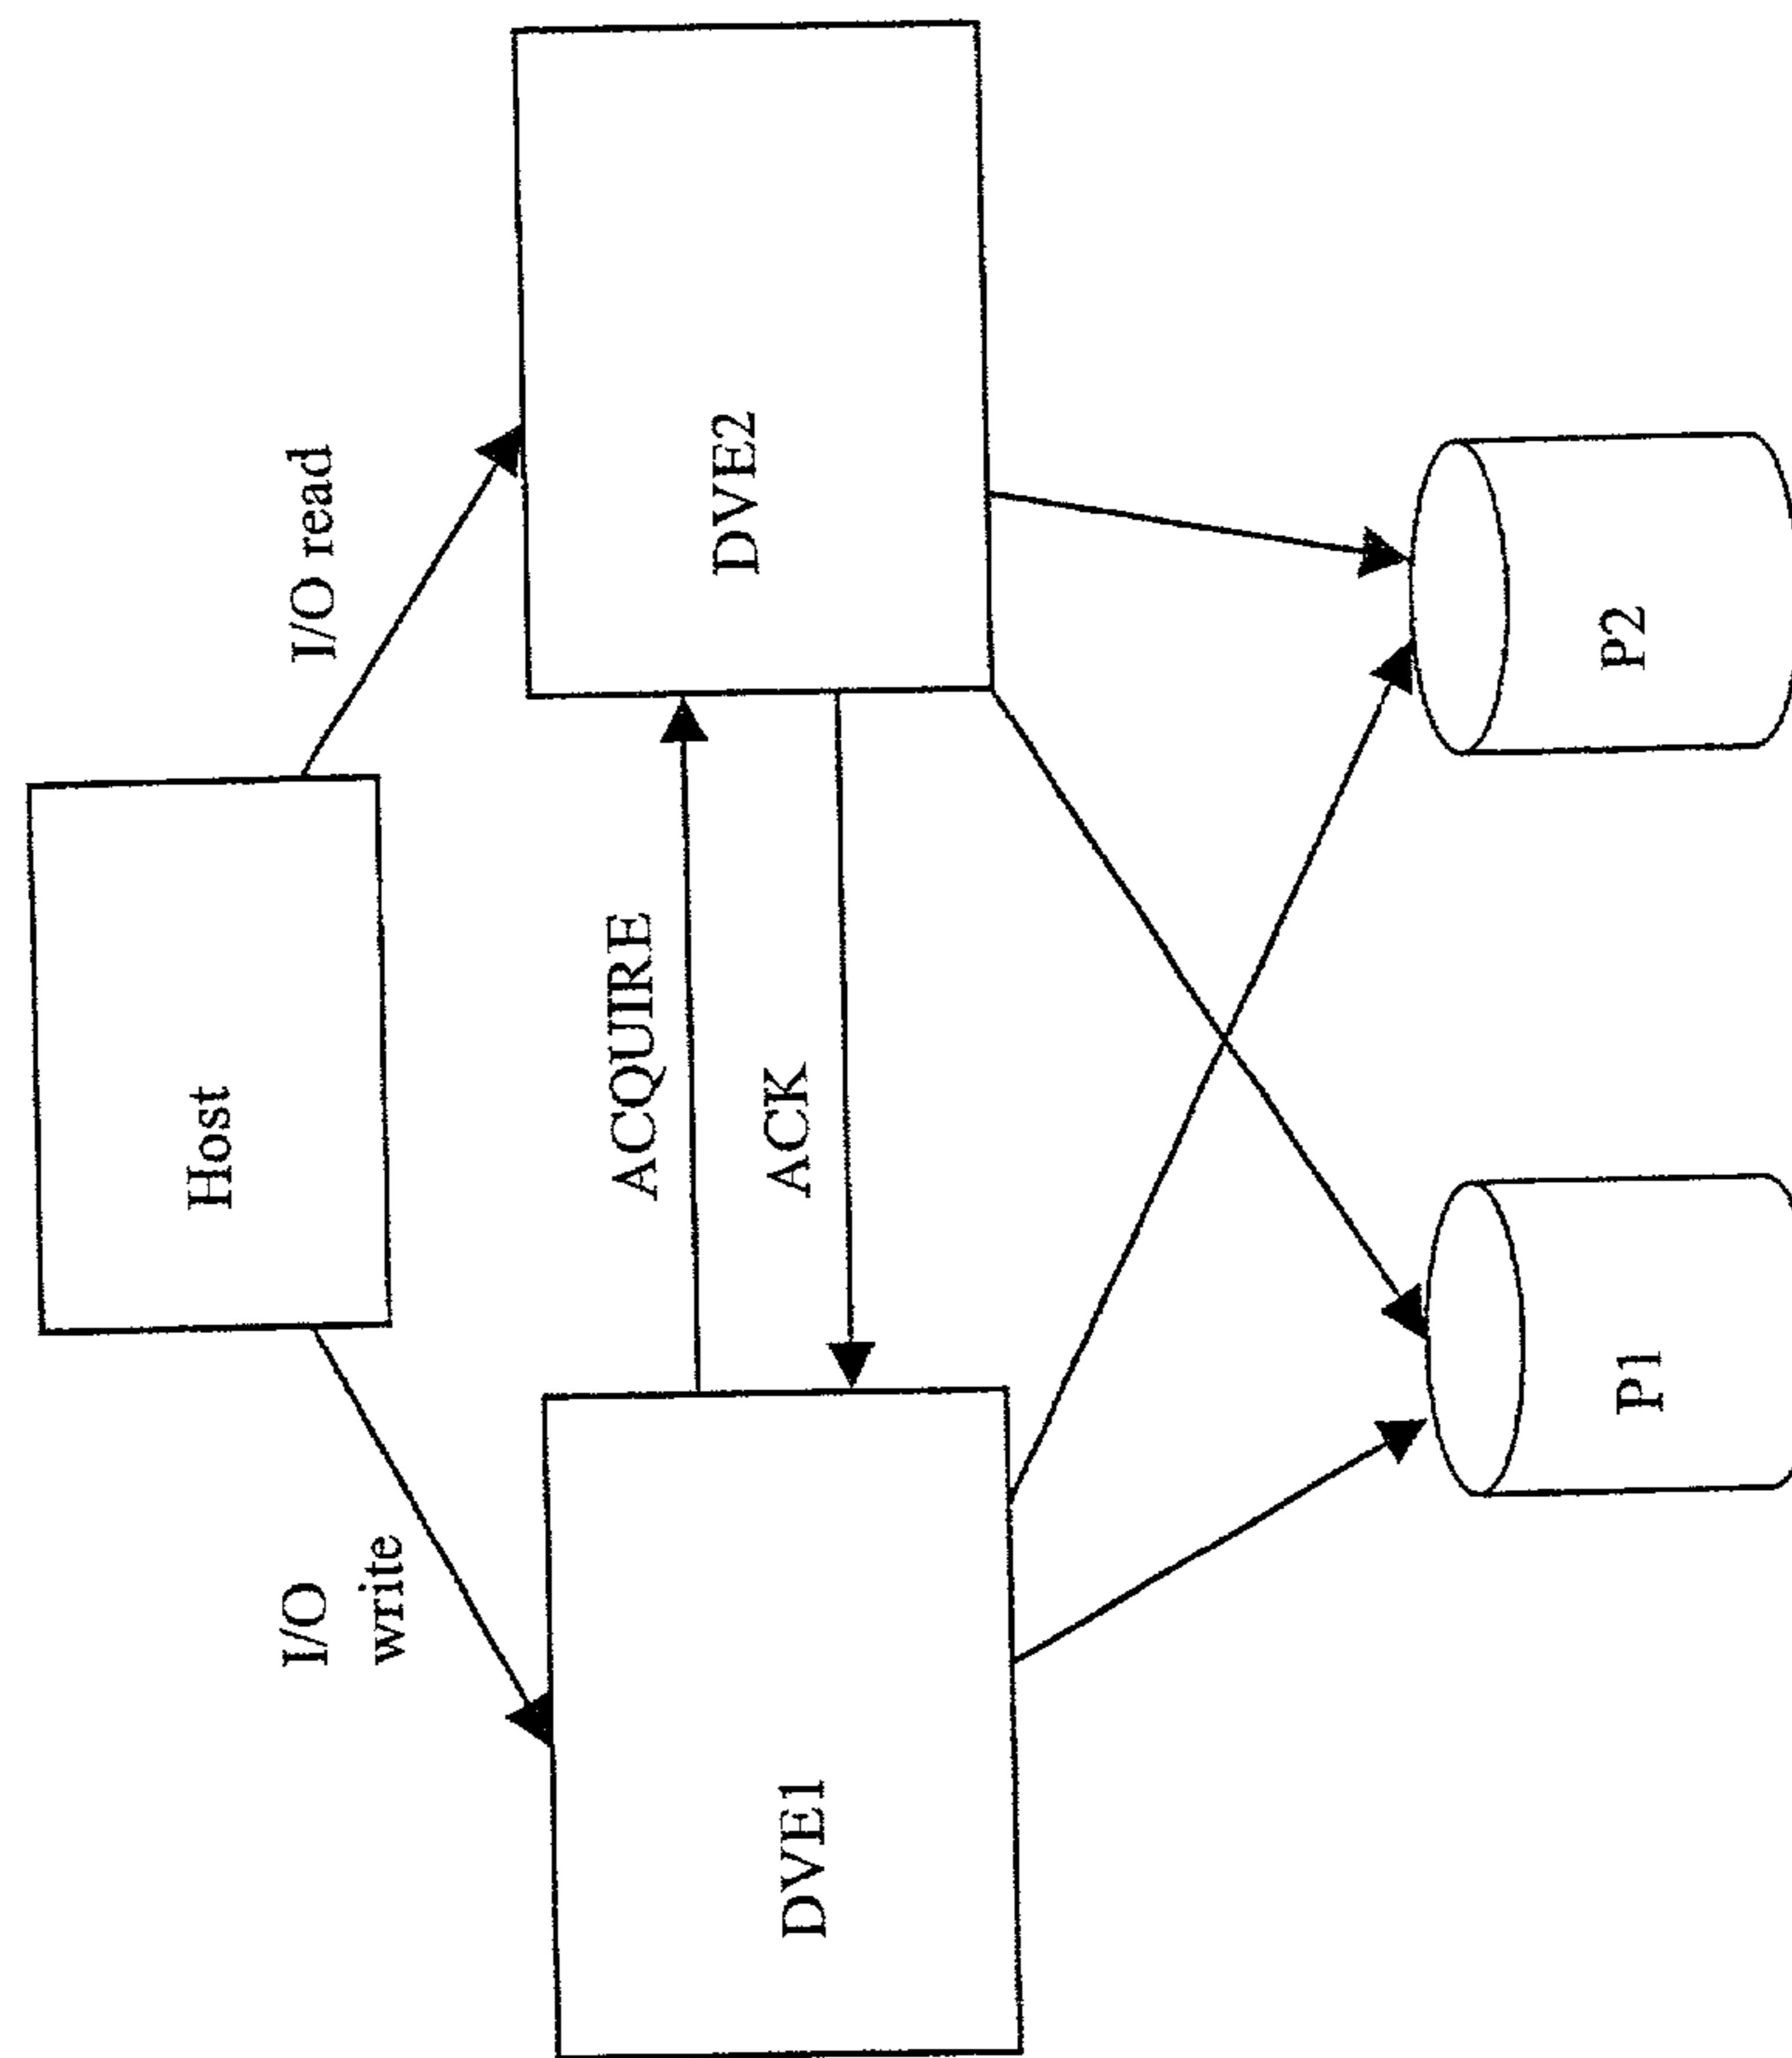 Host
I/O
write
I/O read
ACQUIRE
ACK
DVE1
DVE2
P1
P2